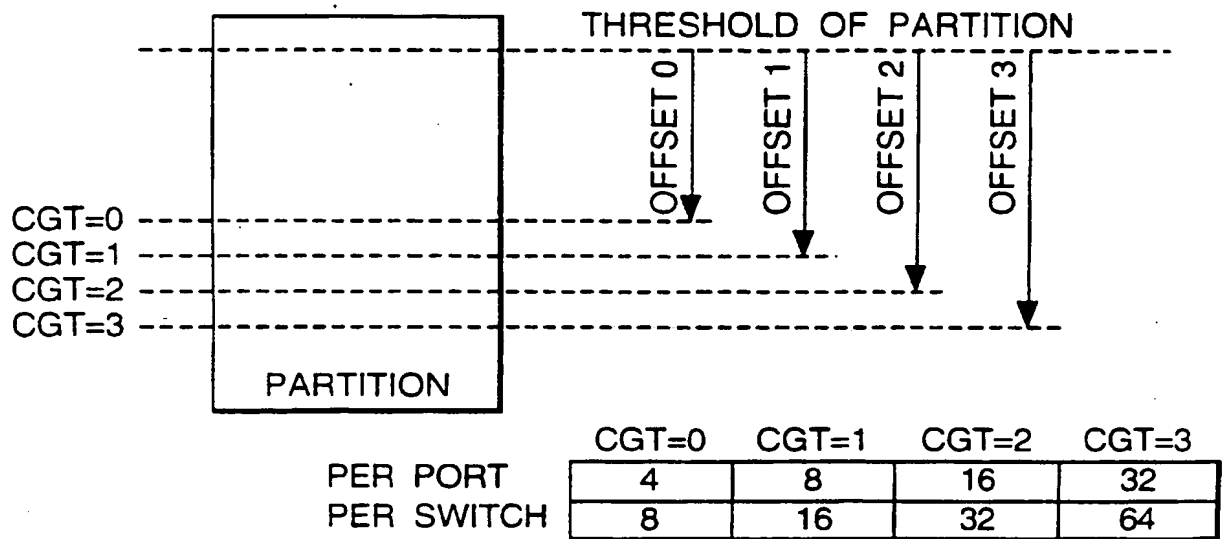 THRESHOLD OF PARTITION
OFFSET 0
OFFSET 1
OFFSET 2
OFFSET 3
CGT=0
CGT=1
CGT=2
CGT=3
PARTITION
CGT=0 CGT=1 CGT=2 CGT=3
PER PORT 4 8 16 32
PER SWITCH 8 16 32 64